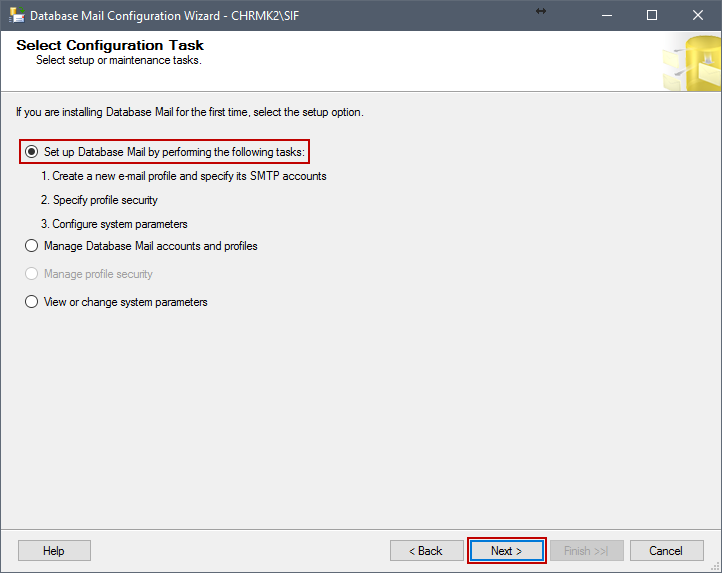 Database Mail Configuration Wizard - CHRMK2\SIF
Select Configuration Task
Select setup or maintenance tasks.
If you are installing Database Mail for the first time, select the setup option.
Set up Database Mail by performing the following tasks:
1. Create a new e-mail profile and specify its SMTP accounts
2. Specify profile security
3. Configure system parameters
Manage Database Mail accounts and profiles
Manage profile security
View or change system parameters
Help
< Back
Next >
Finish >>|
Cancel